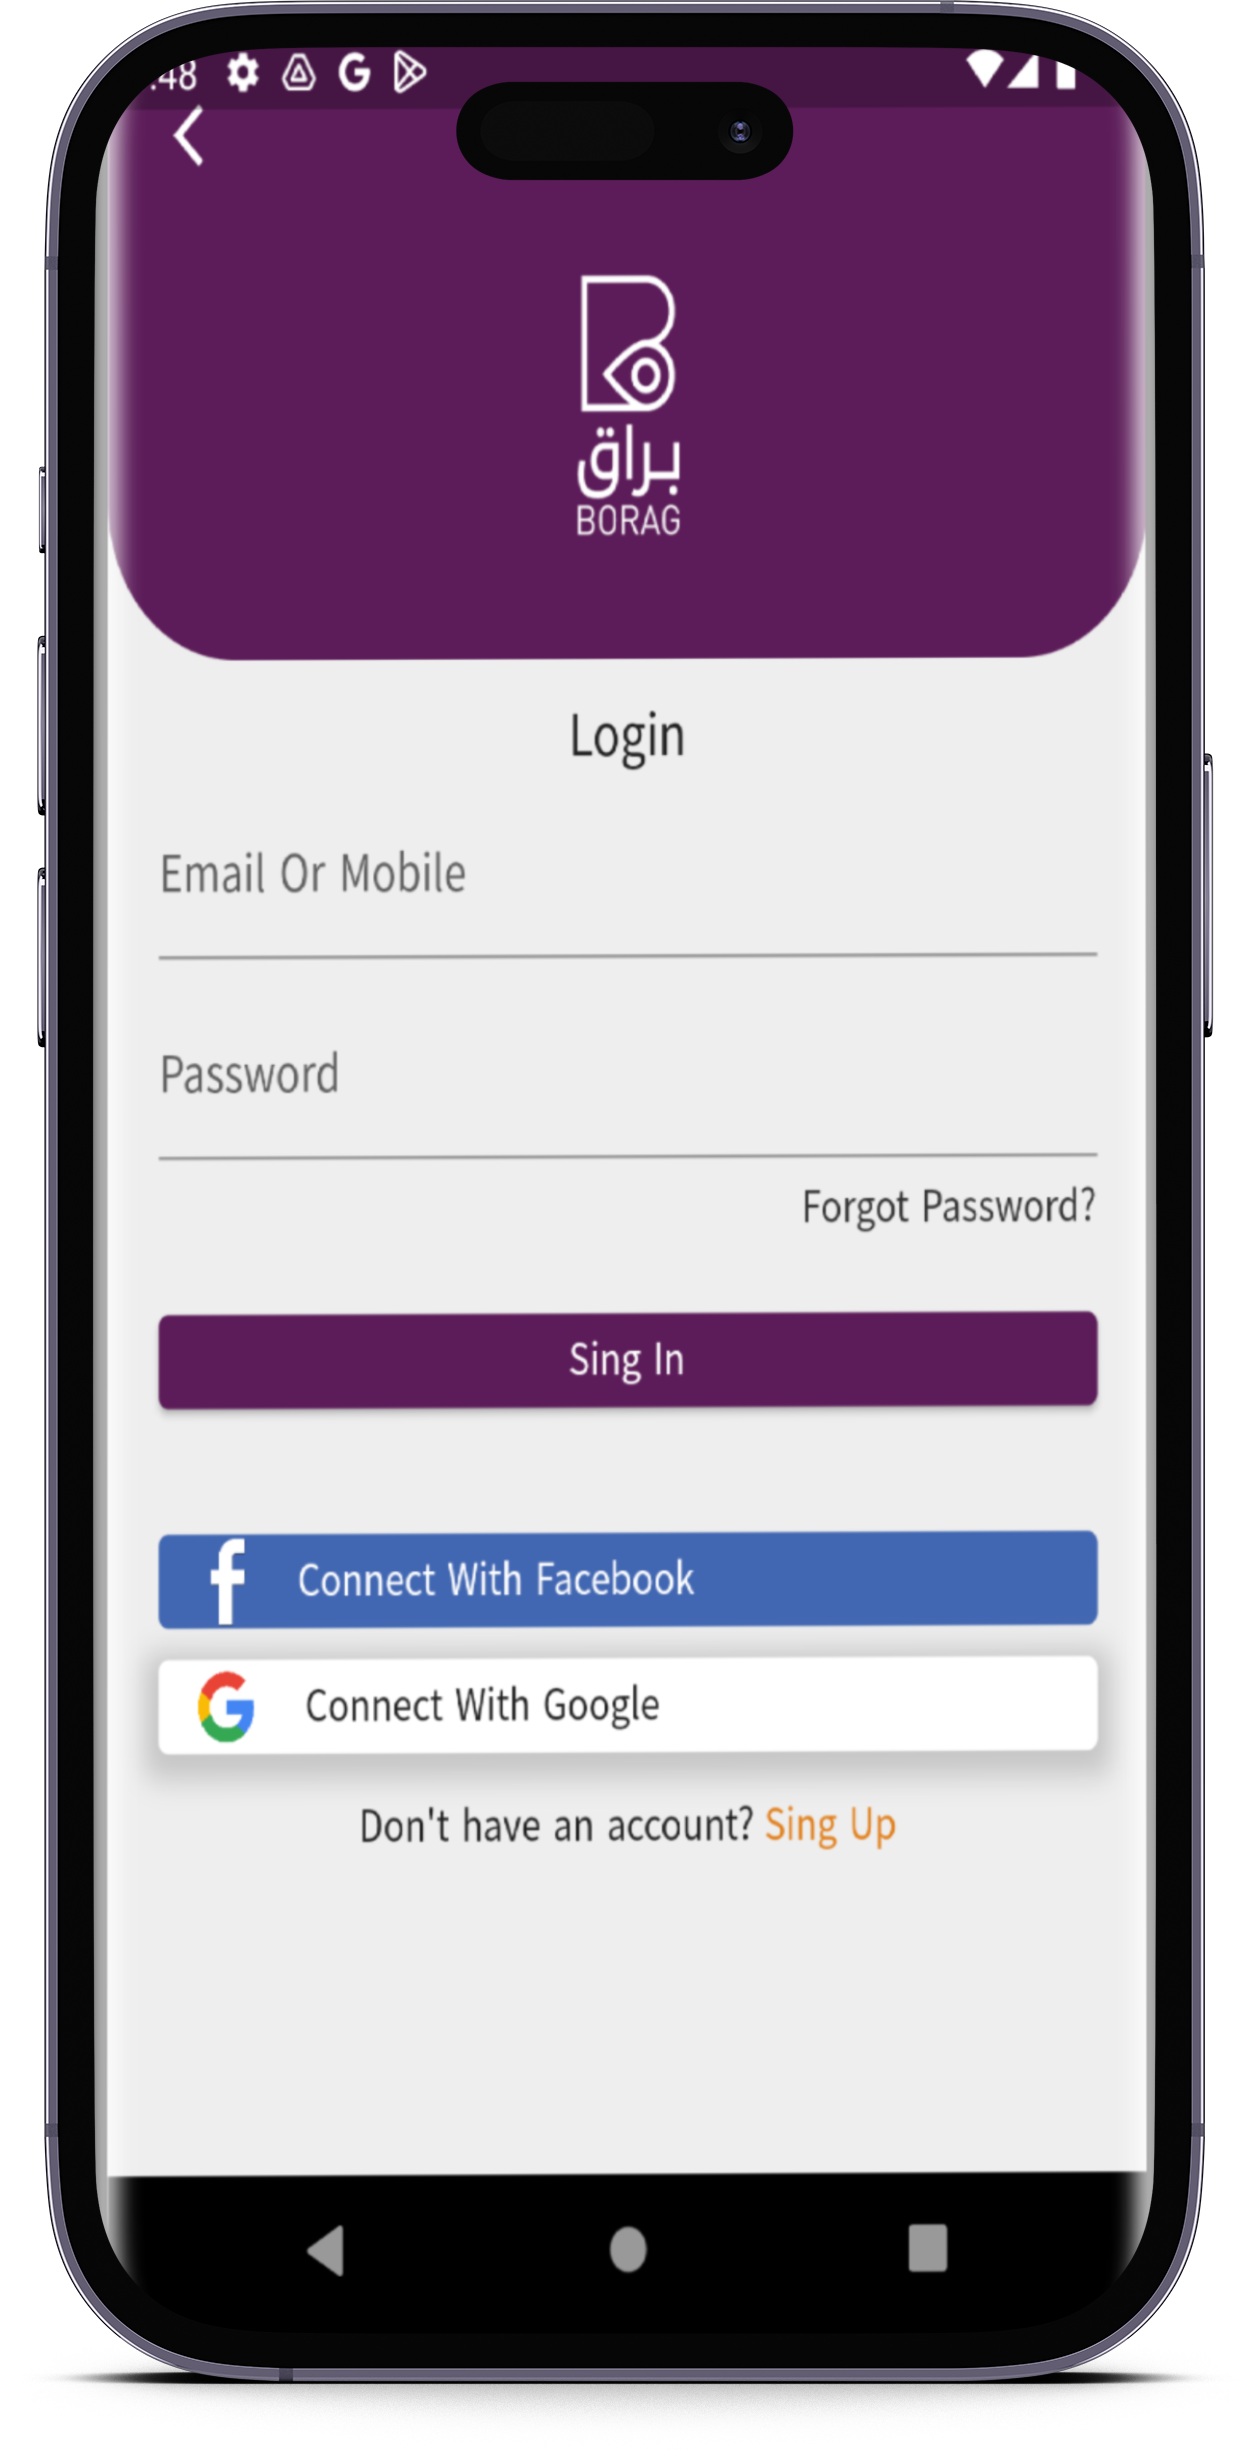 :48
براق
BORAG
Login
Email Or Mobile
Password
Forgot Password?
Sing In
Connect With Facebook
Connect With Google
Don't have an account? Sing Up